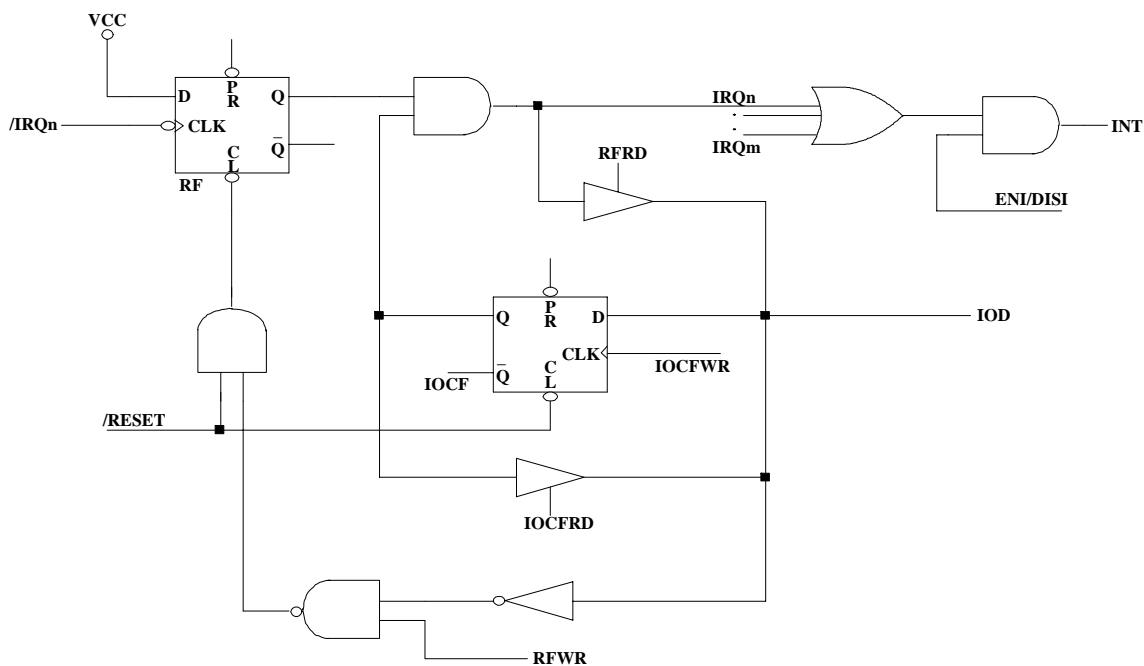 VCC
P
R
D
Q
/IRQn
CLK
Q
C
L
RF
IRQn
.
.
IRQm
INT
RFRD
ENI/DISI
P
R
Q
D
IOD
CLK
IOCFWR
IOCF
Q
C
L
/RESET
IOCFRD
RFWR